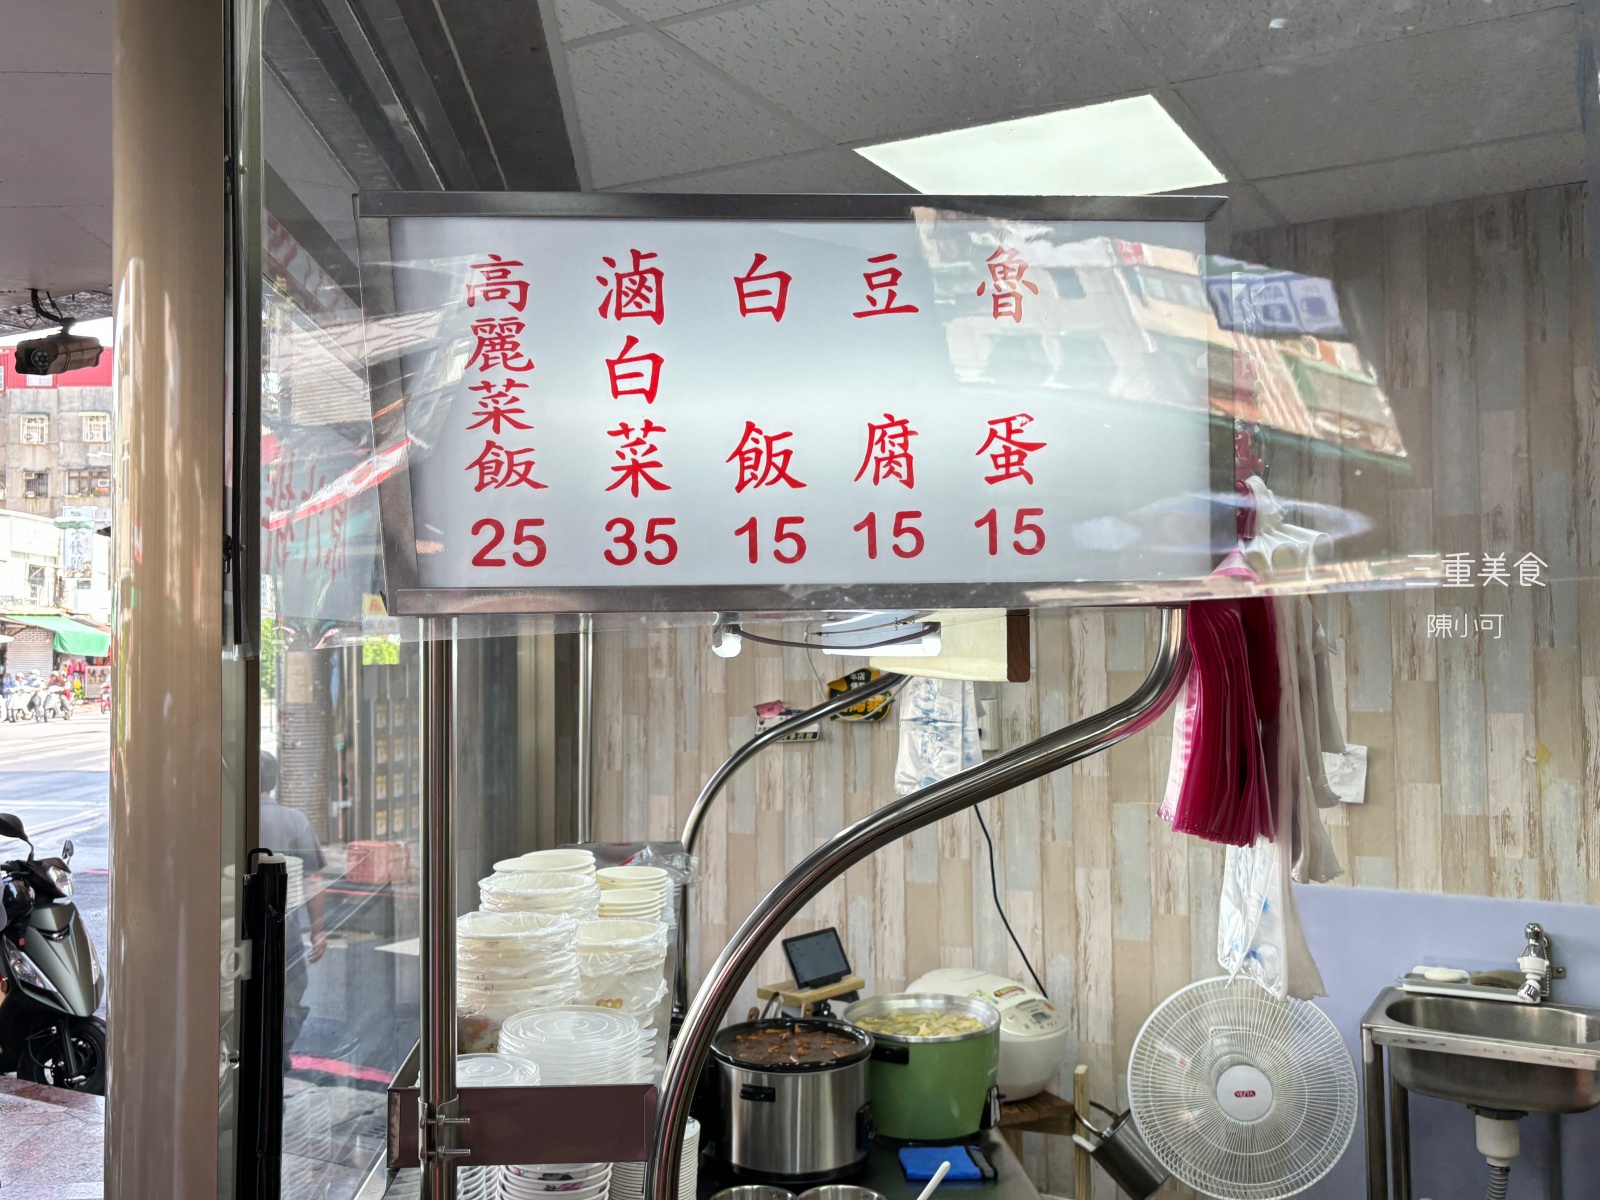 魯蛋 15
豆腐 15
白飯 15
滷白菜 35
高麗菜飯 25
三重美食
陳小可